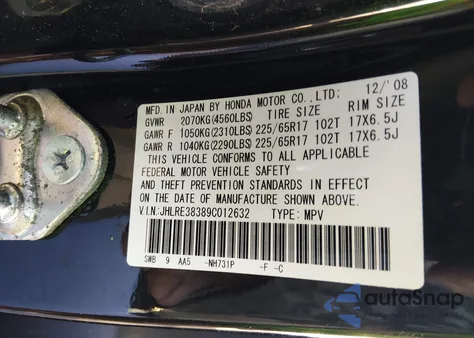 MFD. IN JAPAN BY HONDA MOTOR CO.,LTD; 12/'08
GVWR 2070KG(4560LBS) TIRE SIZE RIM SIZE
GAWR F 1050KG(2310LBS) 225/65R17 102T 17X6.5J
GAWR R 1040KG(2290LBS) 225/65R17 102T 17X6.5J
THIS VEHICLE CONFORMS TO ALL APPLICABLE
FEDERAL MOTOR VEHICLE SAFETY
AND THEFT PREVENTION STANDARDS IN EFFECT
ON THE DATE OF MANUFACTURE SHOWN ABOVE.
V.I.N:JHLRE38389C012632 TYPE: MPV
SWB 9 AA5 -NH731P -F -C
autoSnap